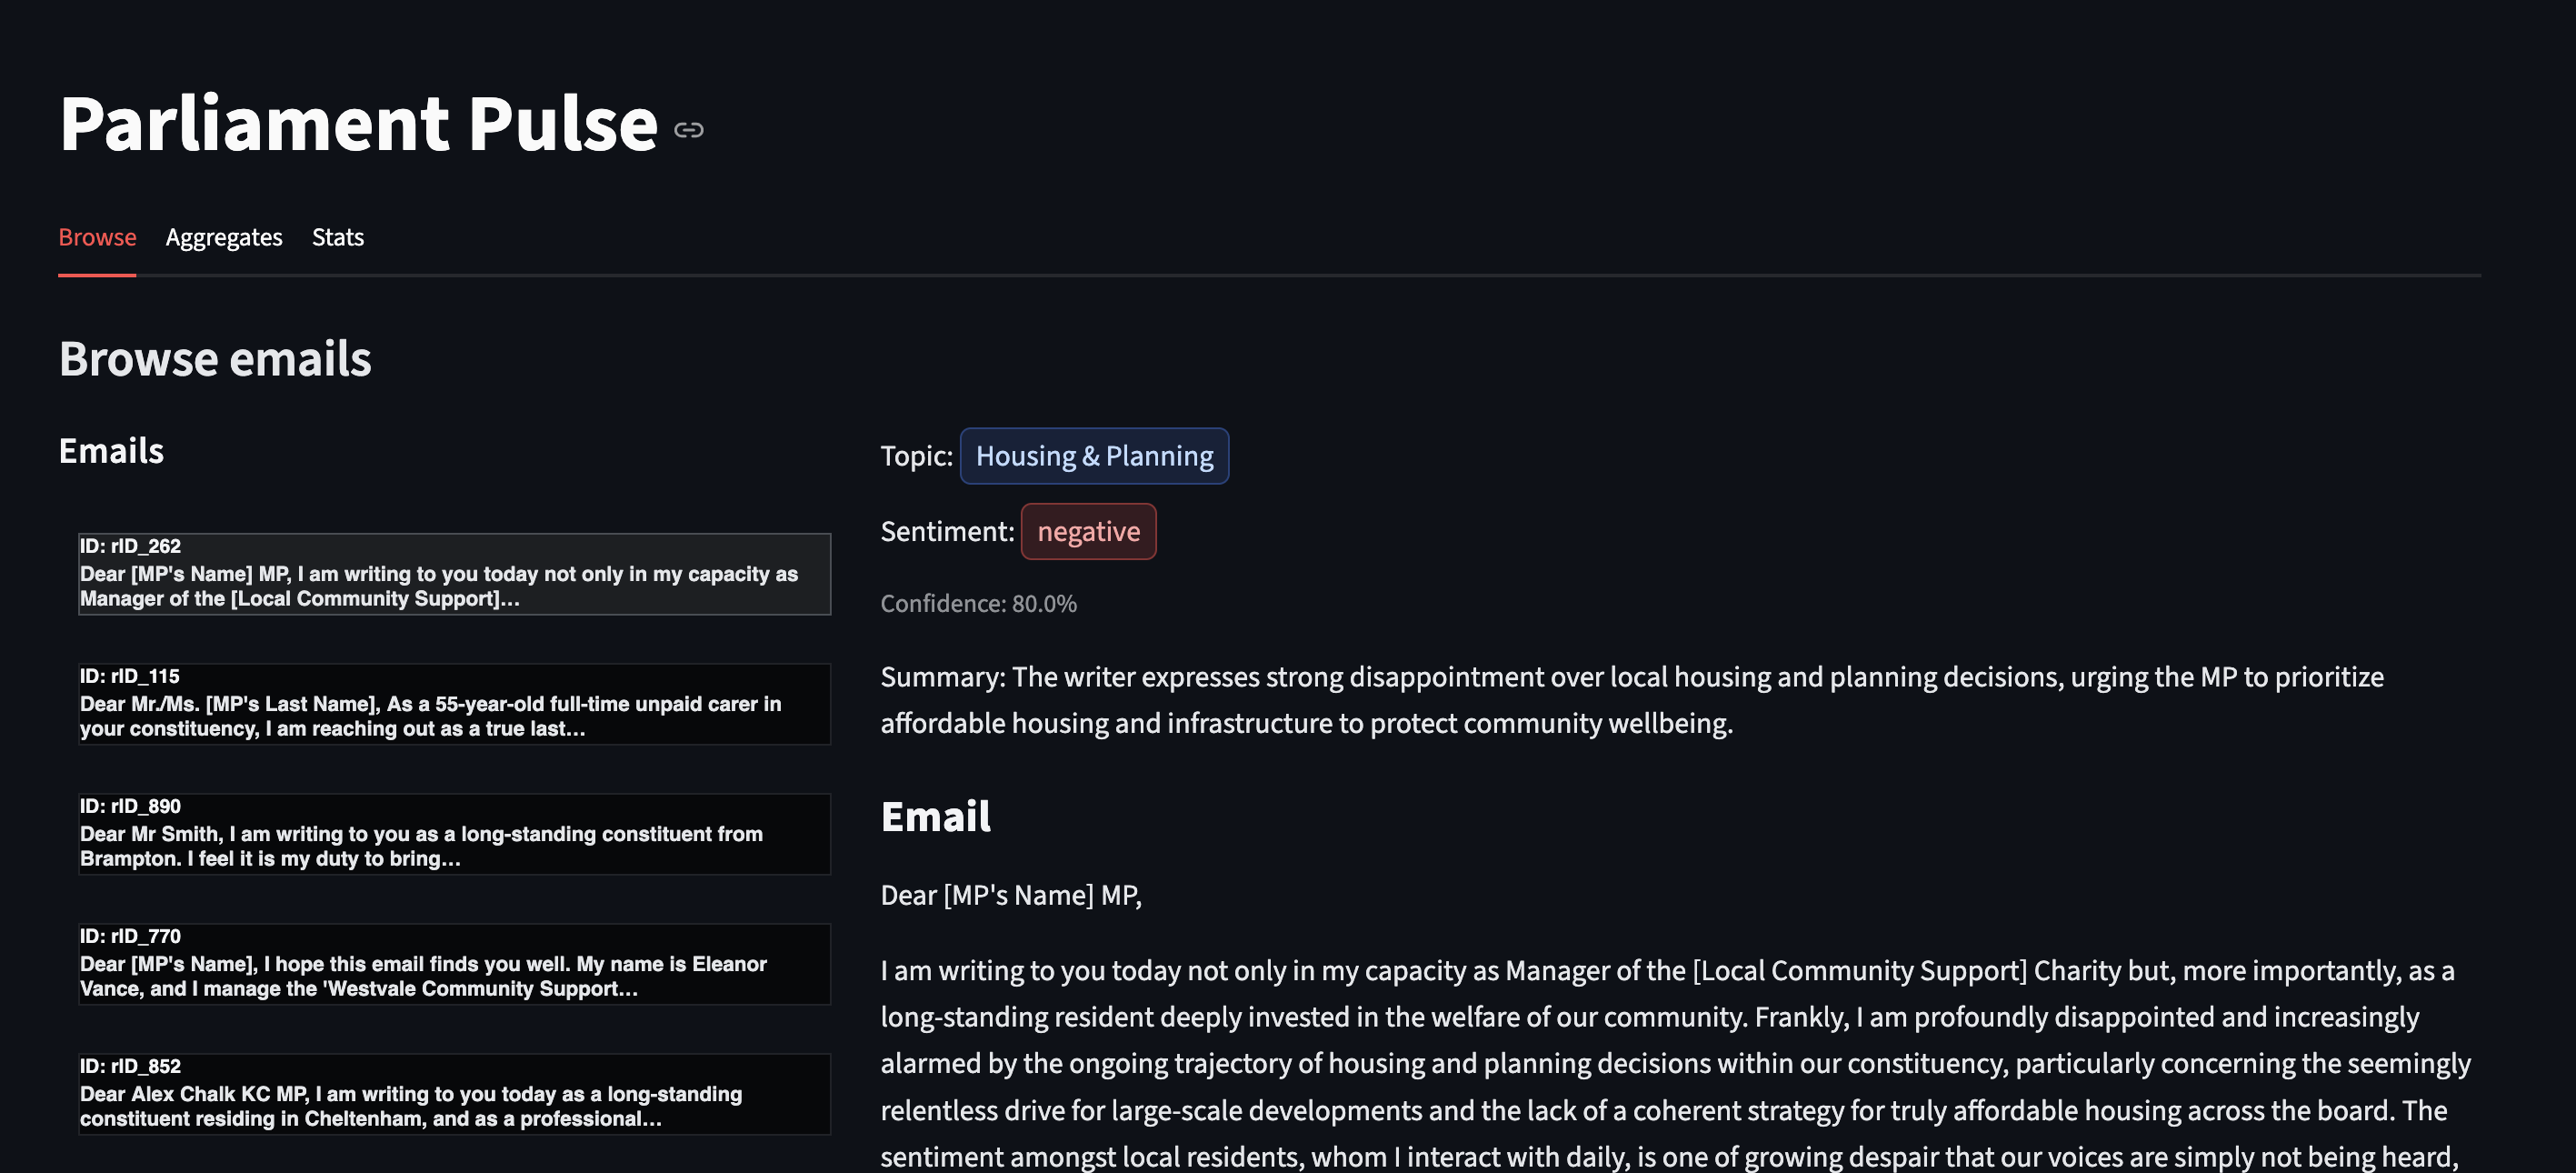 Parliament Pulse
Browse Aggregates Stats
Browse emails
Emails
ID: rID_262
Dear [MP's Name] MP, I am writing to you today not only in my capacity as
Manager of the [Local Community Support]...
ID: rID_115
Dear Mr./Ms. [MP's Last Name], As a 55-year-old full-time unpaid carer in
your constituency, I am reaching out as a true last...
ID: rID_890
Dear Mr Smith, I am writing to you as a long-standing constituent from
Brampton. I feel it is my duty to bring...
ID: rID_770
Dear [MP's Name], I hope this email finds you well. My name is Eleanor
Vance, and I manage the 'Westvale Community Support...
ID: rID_852
Dear Alex Chalk KC MP, I am writing to you today as a long-standing
constituent residing in Cheltenham, and as a professional...
Topic: Housing & Planning
Sentiment: negative
Confidence: 80.0%
Summary: The writer expresses strong disappointment over local housing and planning decisions, urging the MP to prioritize
affordable housing and infrastructure to protect community wellbeing.
Email
Dear [MP's Name] MP,
I am writing to you today not only in my capacity as Manager of the [Local Community Support] Charity but, more importantly, as a
long-standing resident deeply invested in the welfare of our community. Frankly, I am profoundly disappointed and increasingly
alarmed by the ongoing trajectory of housing and planning decisions within our constituency, particularly concerning the seemingly
relentless drive for large-scale developments and the lack of a coherent strategy for truly affordable housing across the board. The
sentiment amongst local residents, whom I interact with daily, is one of growing despair that our voices are simply not being heard,